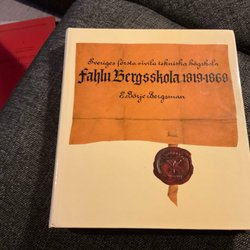 Sveriges första civila tekniska högskola
Fahlu Bergsskola 1819-1868
E. Börje Bergsman